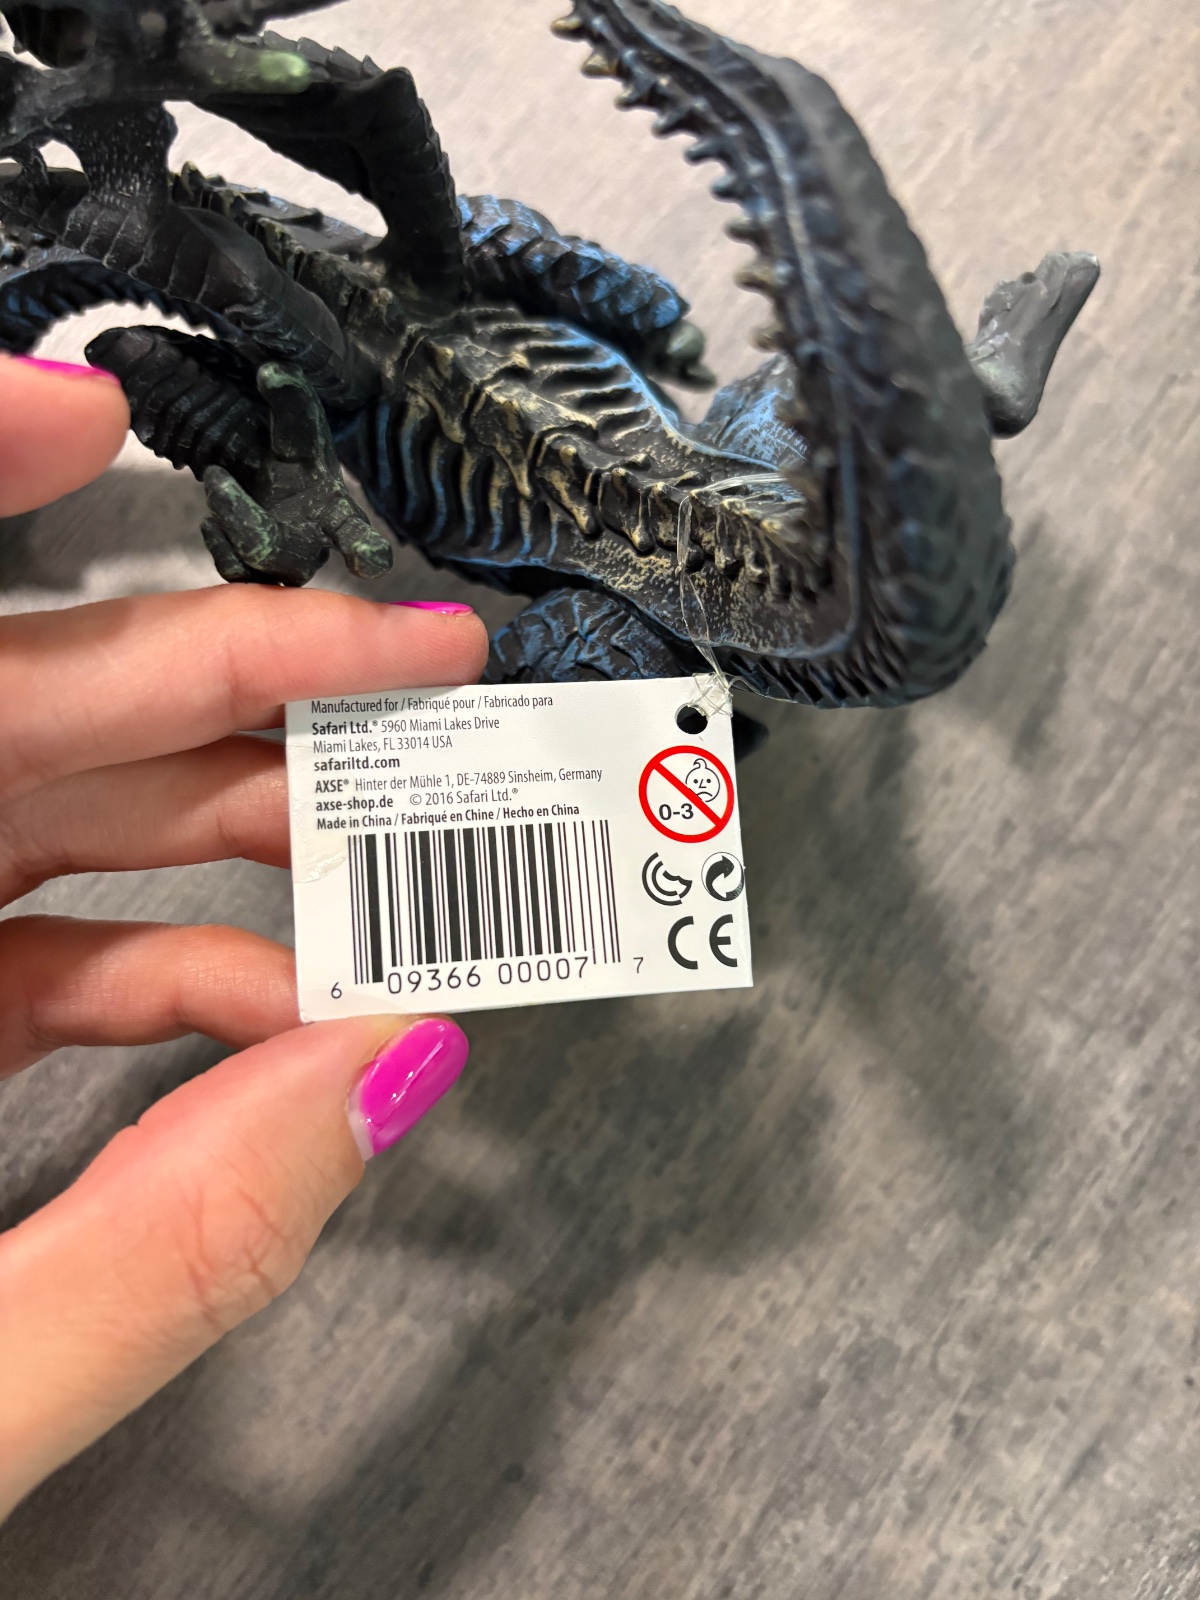 Manufactured for / Fabriqué pour / Fabricado para
Safari Ltd.® 5960 Miami Lakes Drive
Miami Lakes, FL 33014 USA
safariltd.com
AXSE® Hinter der Mühle 1, DE-74889 Sinsheim, Germany
axse-shop.de © 2016 Safari Ltd.®
Made in China / Fabriqué en Chine / Hecho en China
0-3
CE
6 09366 00007 7